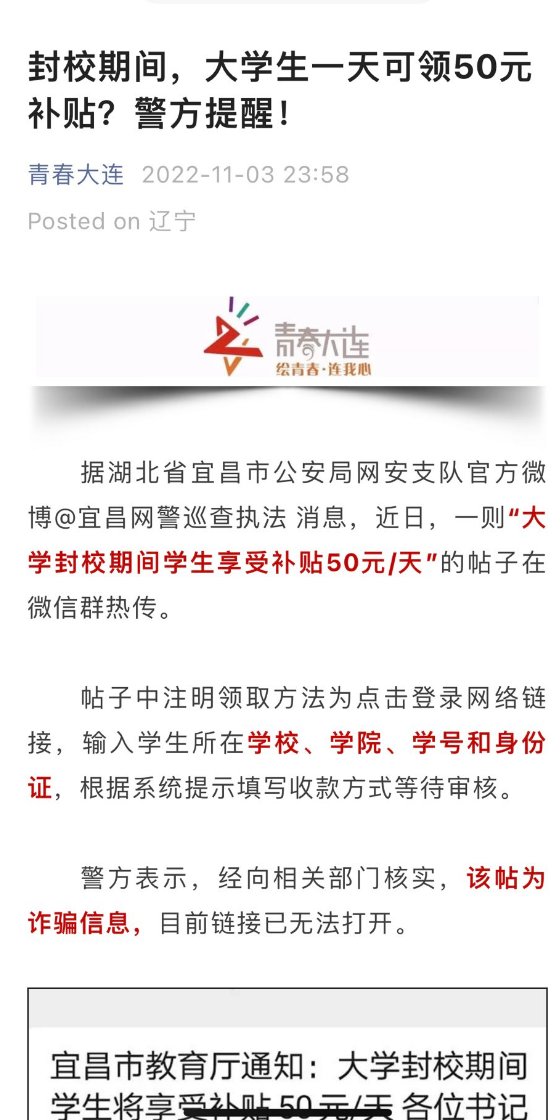 封校期间，大学生一天可领50元
补贴？警方提醒！
青春大连 2022-11-03 23:58
Posted on 辽宁
青春大连
绘青春·连我心
据湖北省宜昌市公安局网安支队官方微
博@宜昌网警巡查执法 消息，近日，一则“大
学封校期间学生享受补贴50元/天”的帖子在
微信群热传。
帖子中注明领取方法为点击登录网络链
接，输入学生所在学校、学院、学号和身份
证，根据系统提示填写收款方式等待审核。
警方表示，经向相关部门核实，该帖为
诈骗信息，目前链接已无法打开。
宜昌市教育厅通知：大学封校期间
学生将享受补贴 50 元/天 各位书记